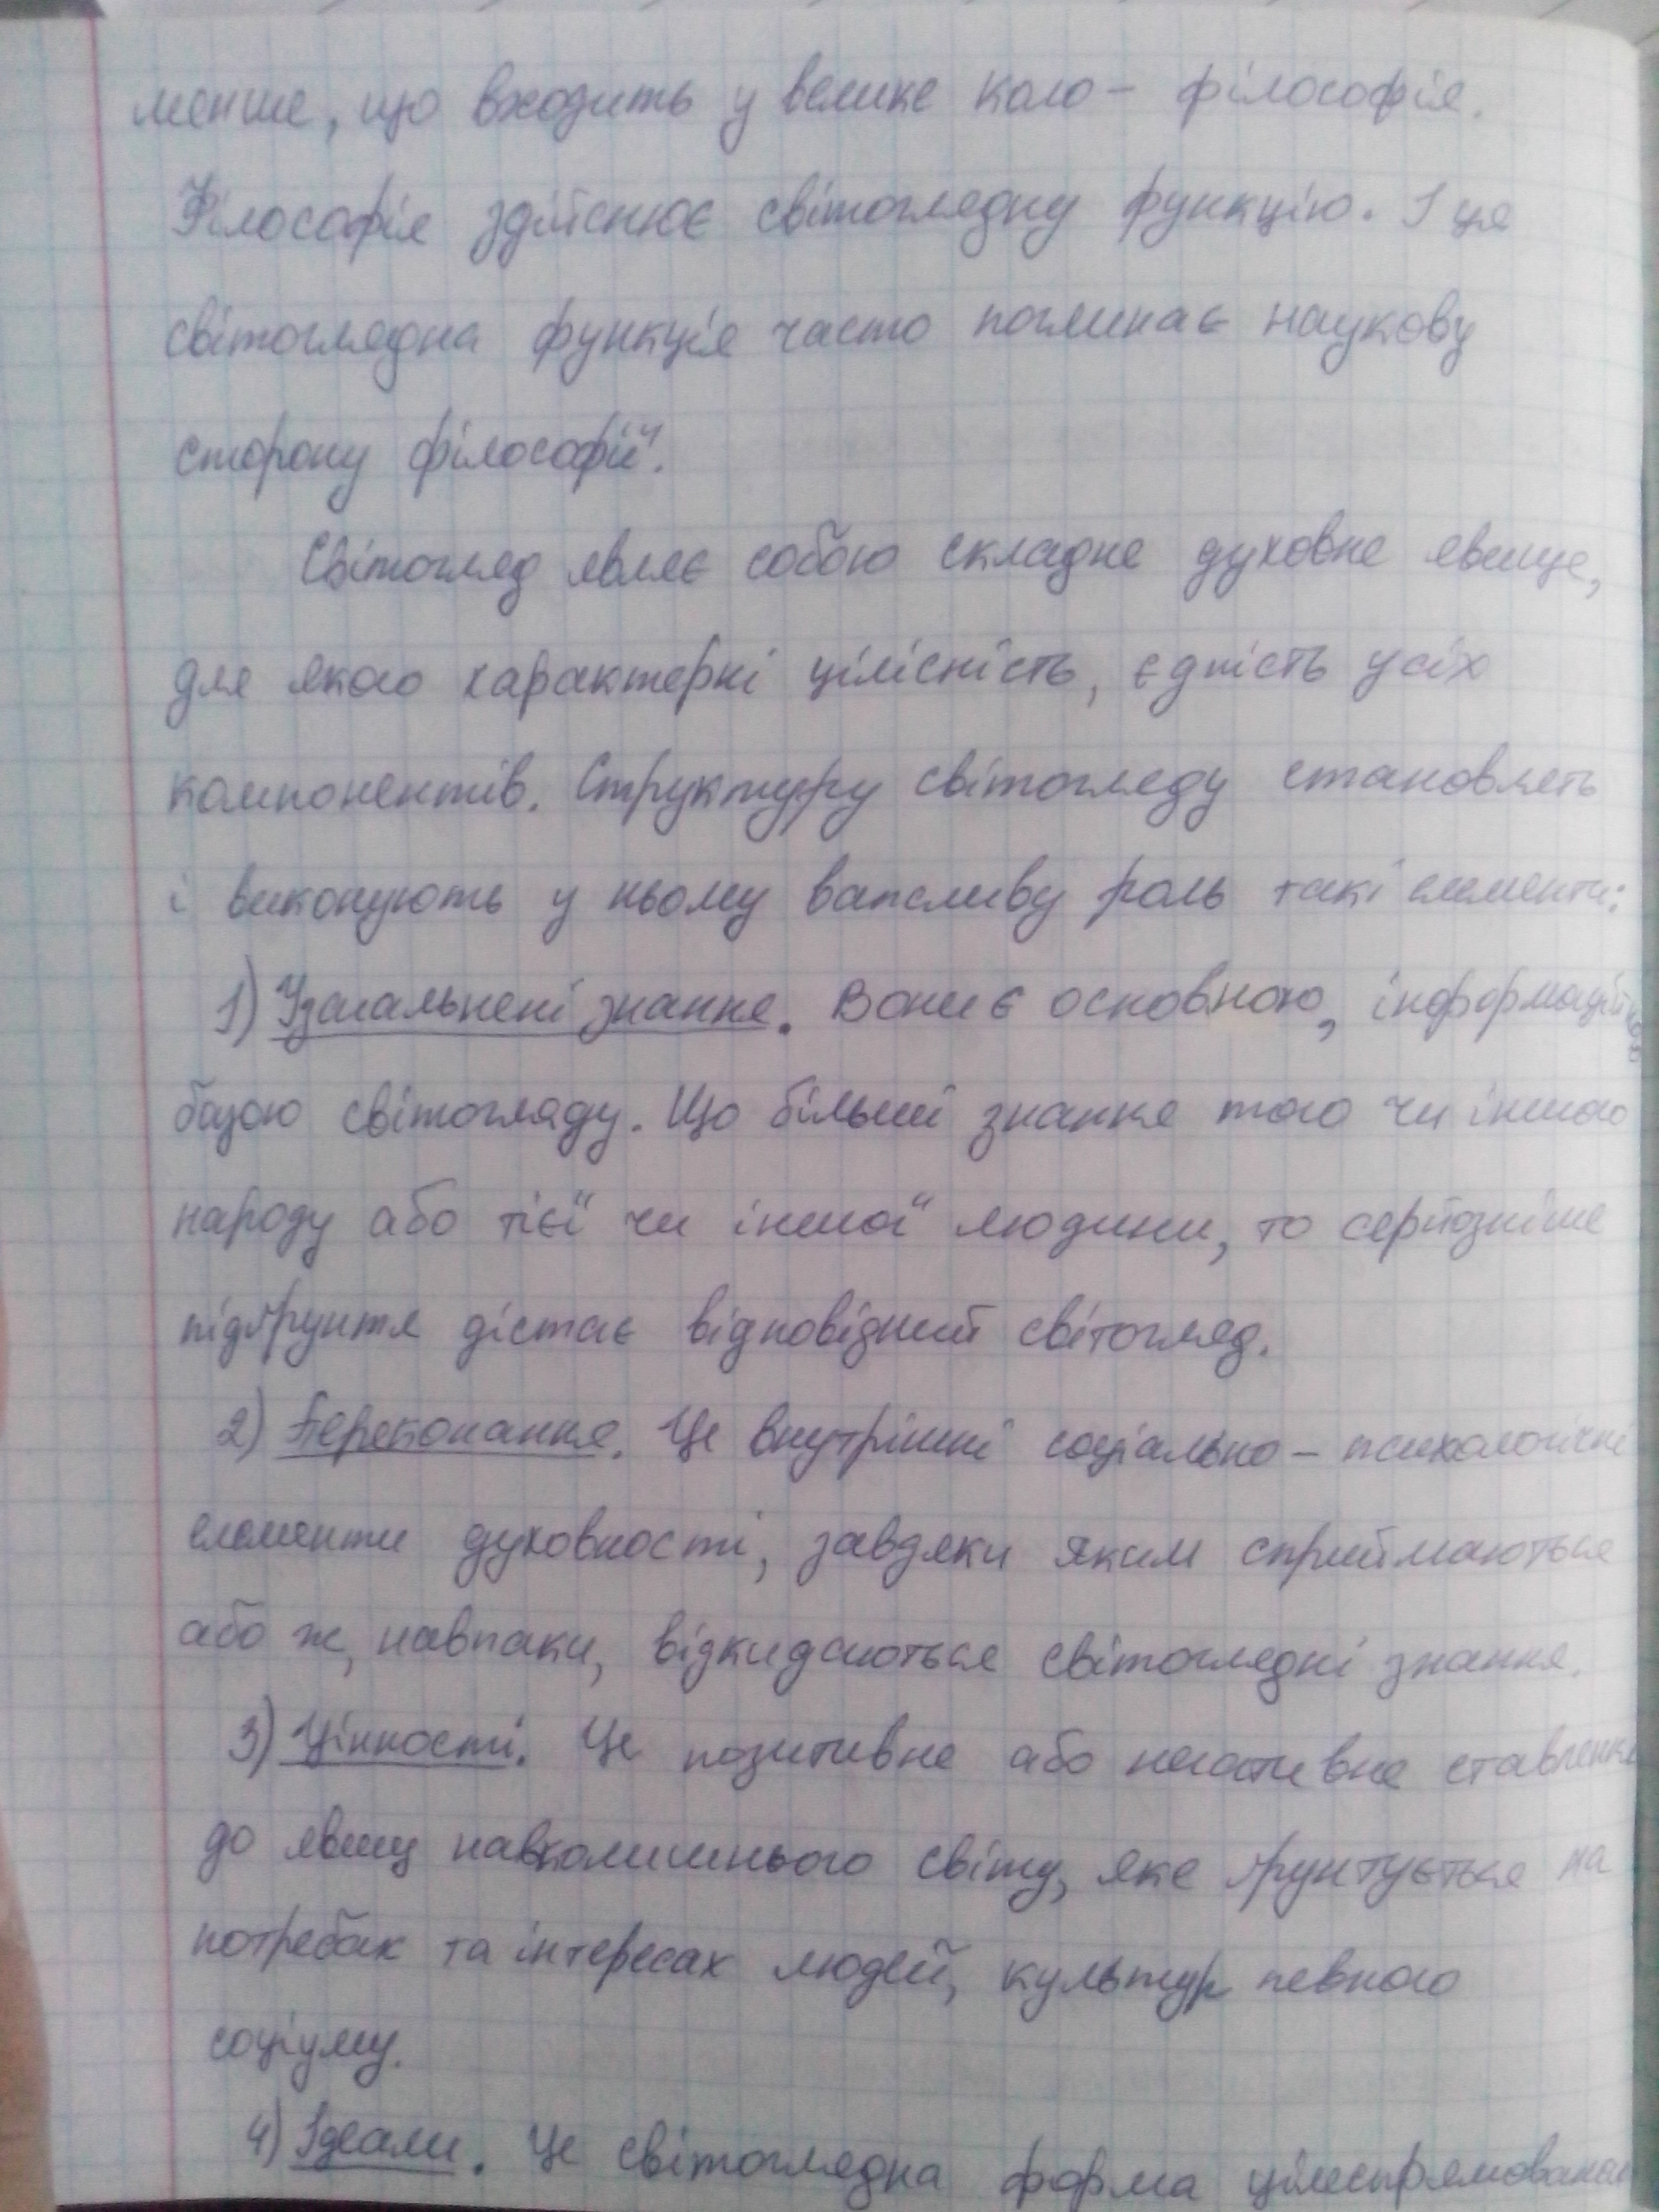 менше, що входить у велике коло - філософія.
Філософія здійснює світоглядну функцію. І ця
світоглядна функція часто поглинає наукову
сторону філософії.
Світогляд являє собою складне духовне явище,
для якого характерні цілісність, єдність усіх
компонентів. Структуру світогляду становлять
і виконують у ньому важливу роль такі елементи:
1) Узагальнені знання. Вони є основною, інформаційною
базою світогляду. Що більші знання того чи іншого
народу або тієї чи іншої людини, то серйозніше
підґрунтя дістає відповідний світогляд.
2) Переконання. Це внутрішні соціально - психологічні
елементи духовності, завдяки яким сприймаються
або ж, навпаки, відкидаються світоглядні знання.
3) Цінності. Це позитивне або негативне ставлення
до явищ навколишнього світу, яке ґрунтується на
потребах та інтересах людей, культур певного
соціуму.
4) Ідеали. Це світоглядна форма